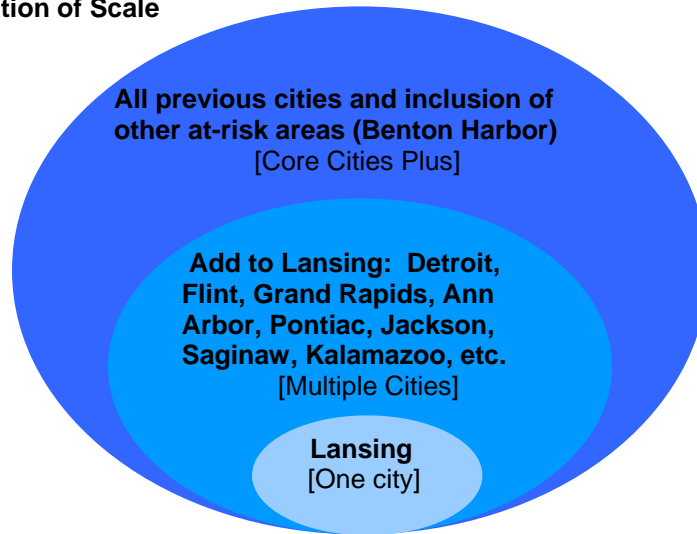 tion of Scale
All previous cities and inclusion of
other at-risk areas (Benton Harbor)
[Core Cities Plus]
Add to Lansing: Detroit,
Flint, Grand Rapids, Ann
Arbor, Pontiac, Jackson,
Saginaw, Kalamazoo, etc.
[Multiple Cities]
Lansing
[One city]